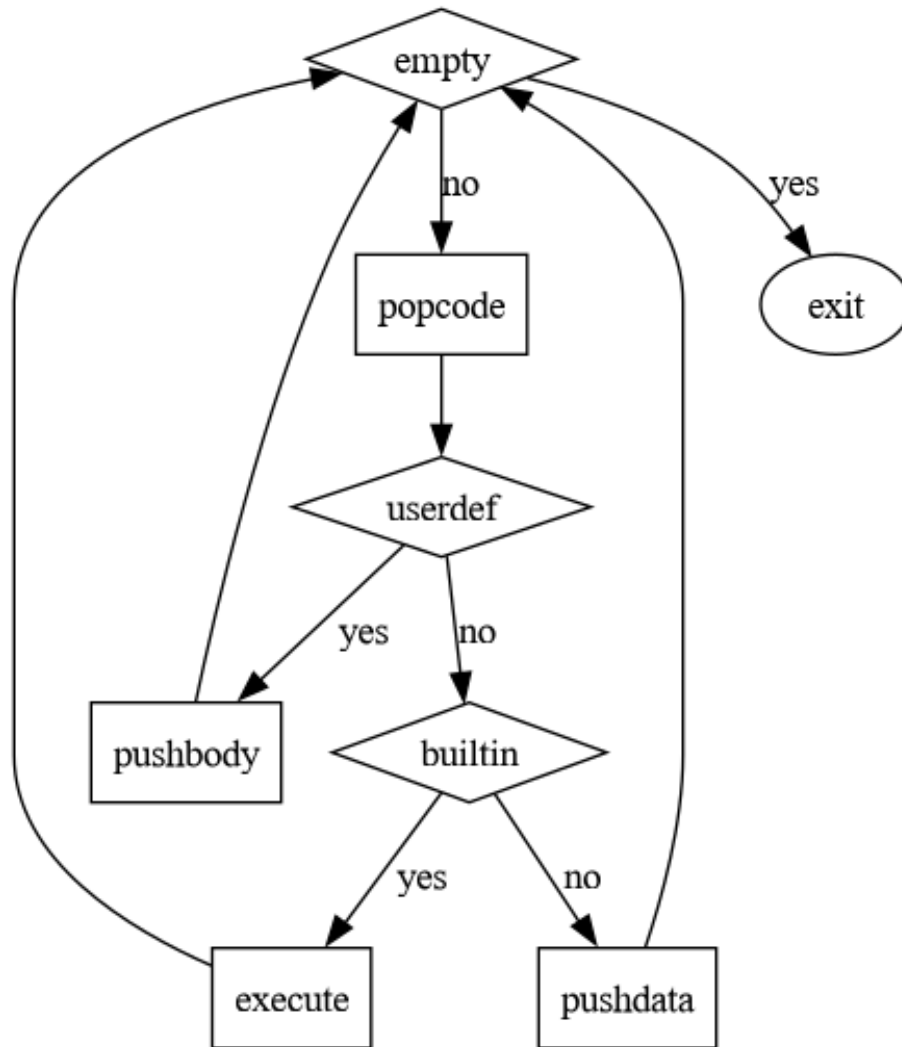 empty
no
yes
popcode
exit
userdef
yes
no
pushbody
builtin
yes
no
execute
pushdata